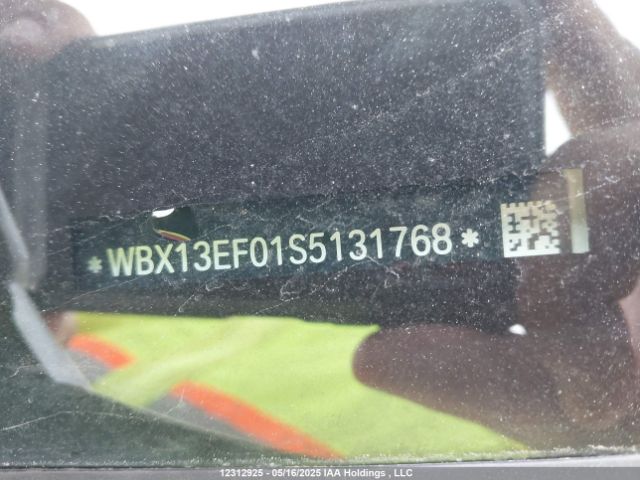 *WBX13EF01S5131768*
12312925 - 05/16/2025 IAA Holdings , LLC